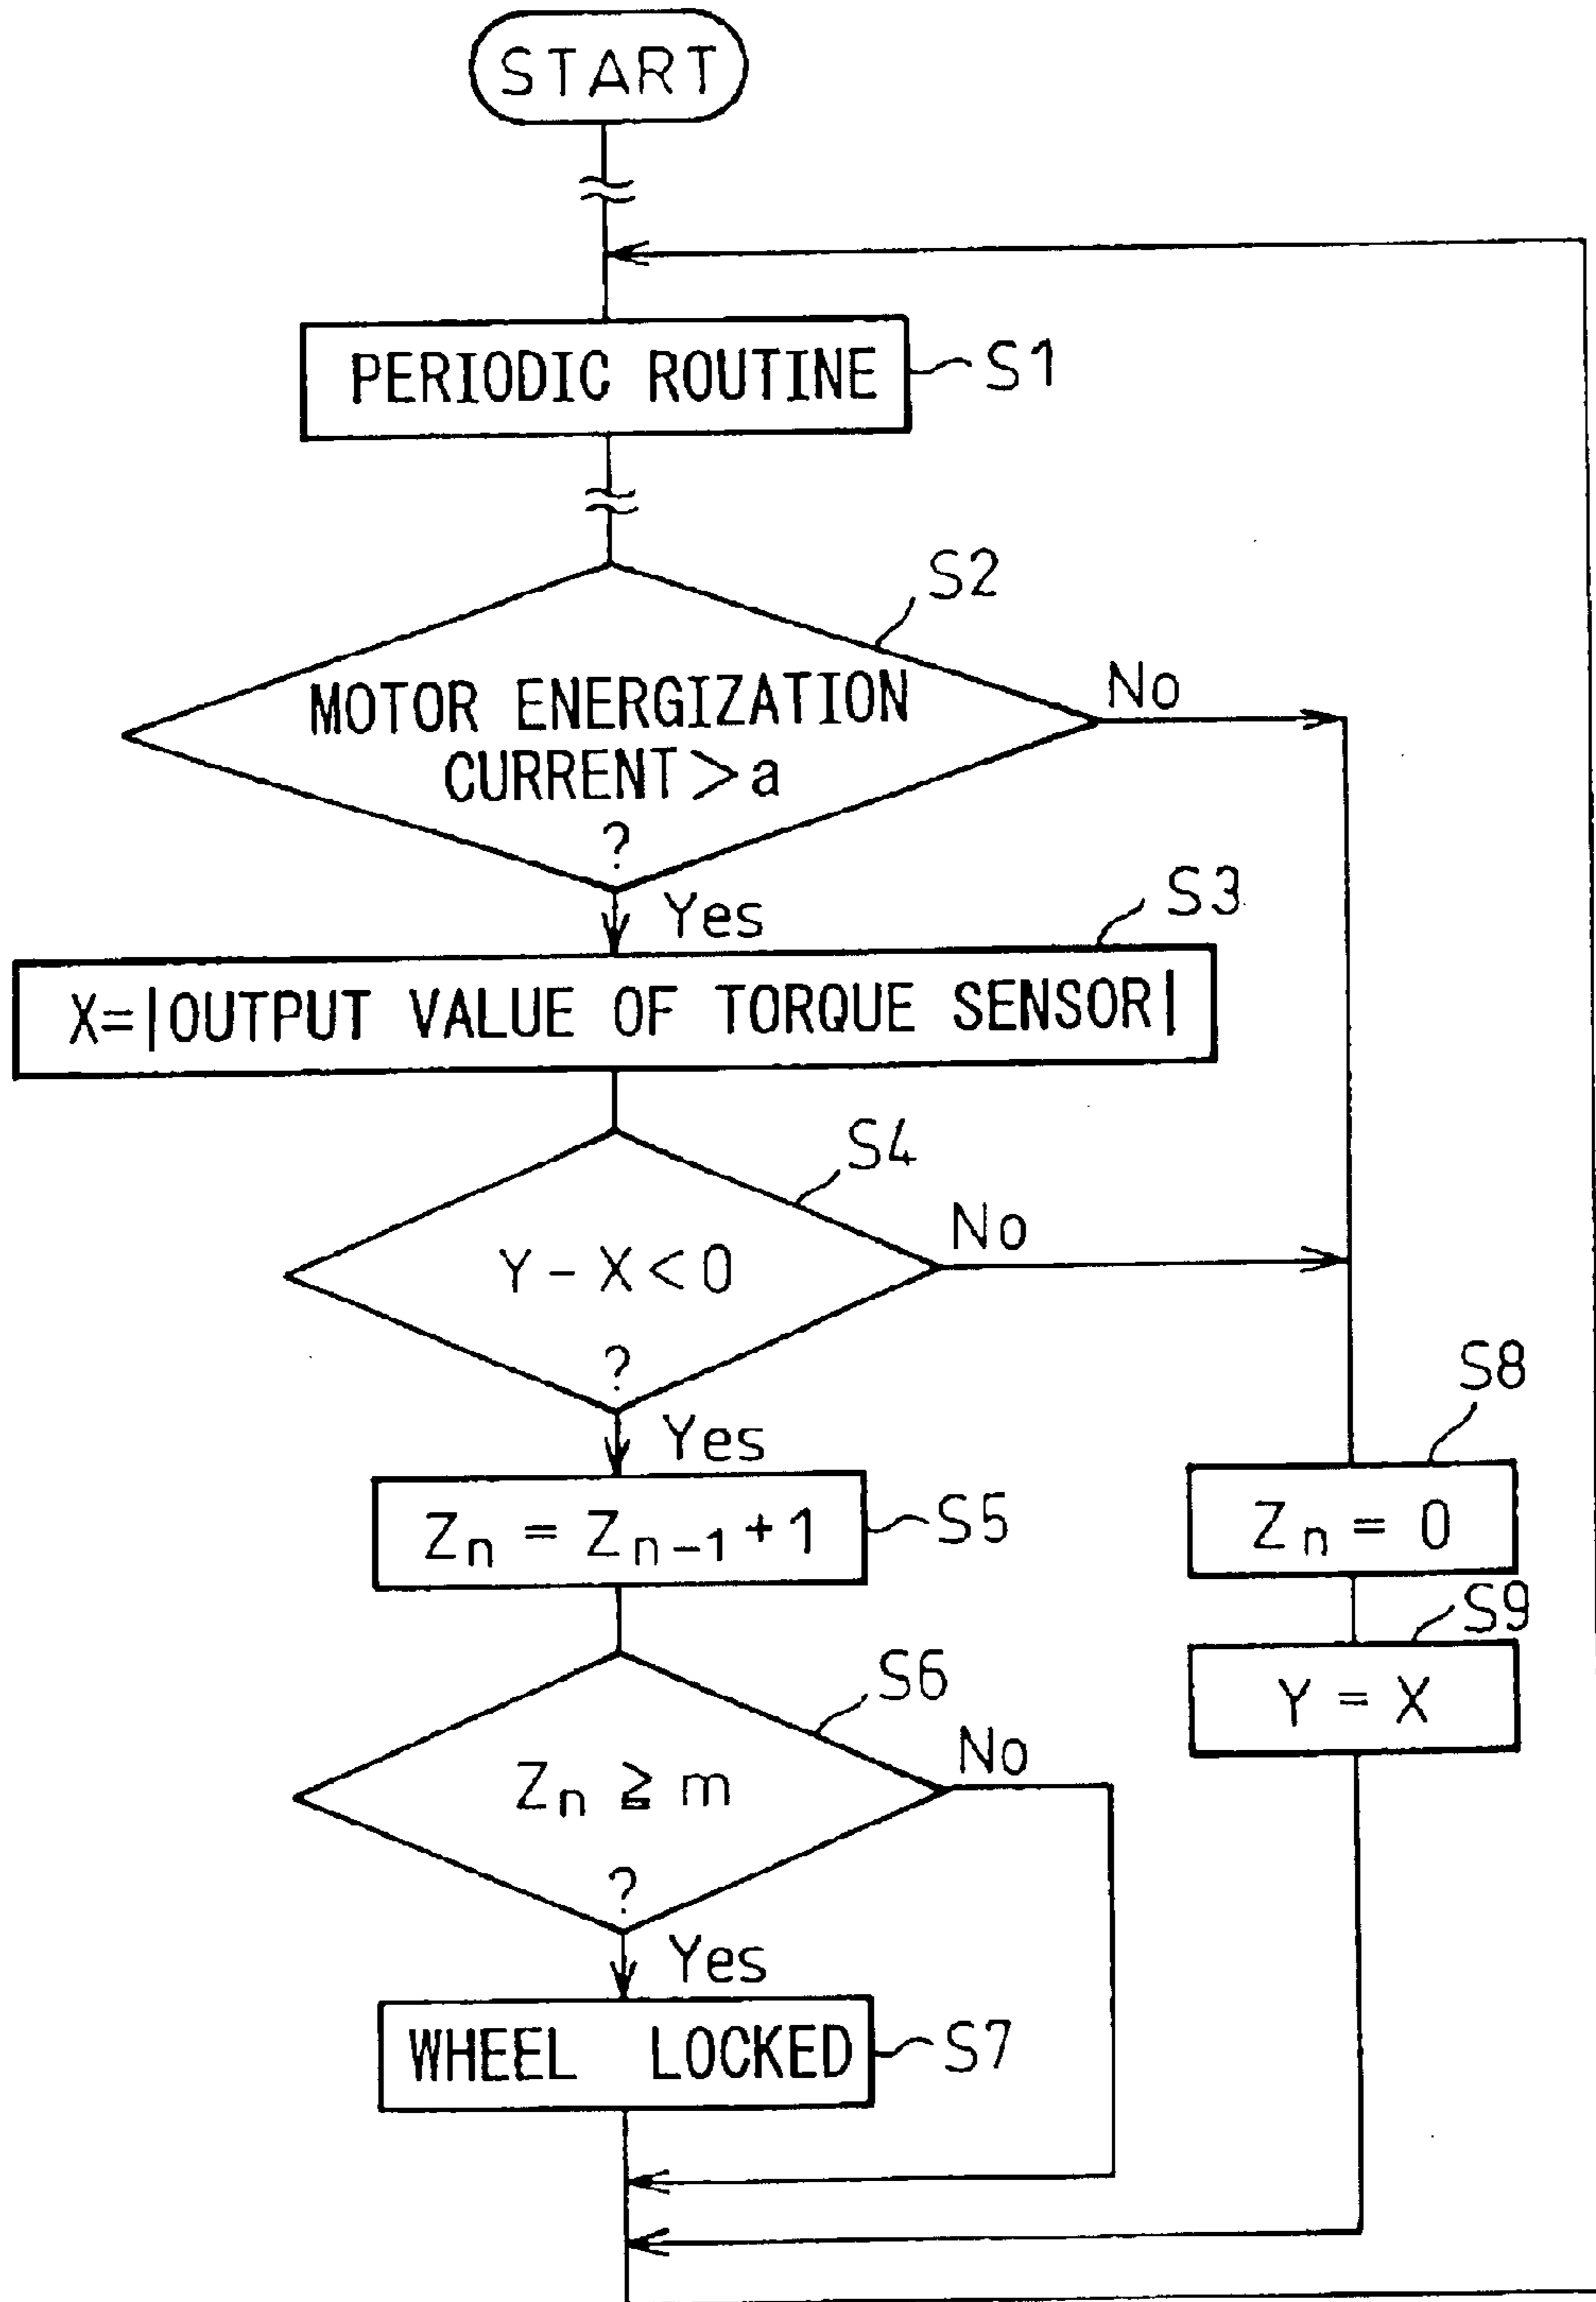 START
PERIODIC ROUTINE
S1
S2
MOTOR ENERGIZATION
CURRENT > a
?
No
Yes
S3
X=|OUTPUT VALUE OF TORQUE SENSOR|
S4
Y - X < 0
?
No
Yes
S5
Zn = Zn-1 + 1
S8
Zn = 0
S9
Y = X
S6
Zn ≧ m
?
No
Yes
WHEEL LOCKED
S7